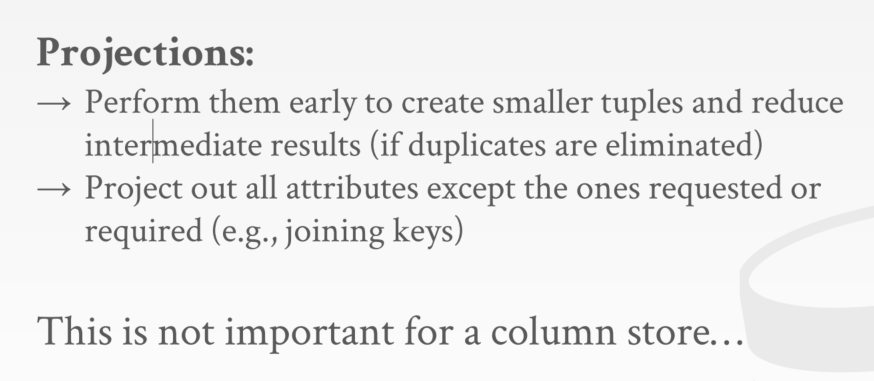 Projections:
→ Perform them early to create smaller tuples and reduce
intermediate results (if duplicates are eliminated)
→ Project out all attributes except the ones requested or
required (e.g., joining keys)
This is not important for a column store…